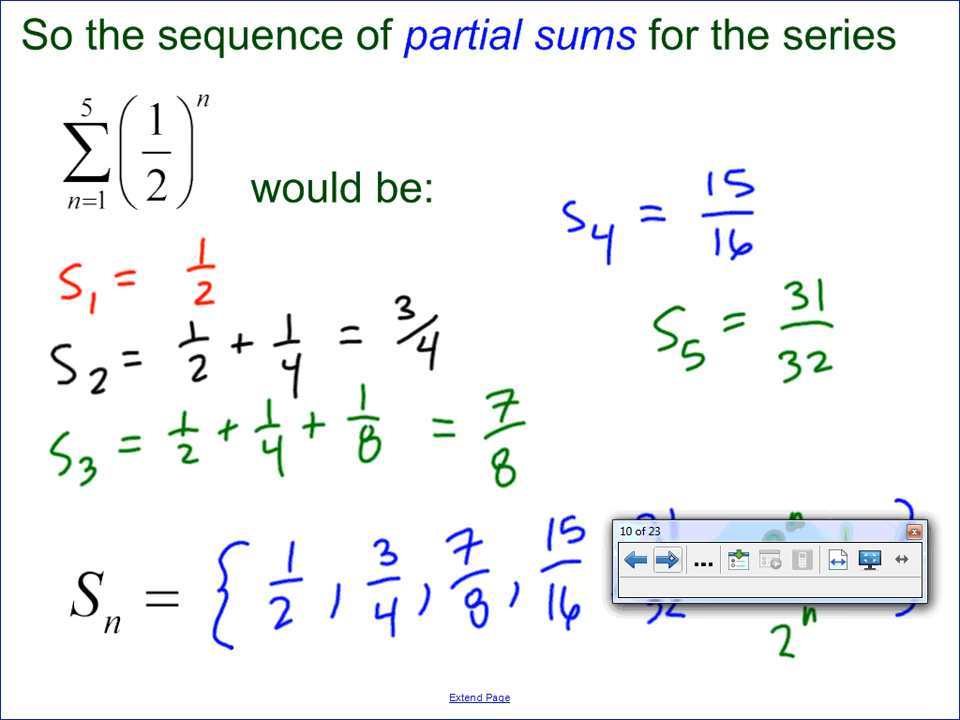 So the sequence of partial sums for the series
5
∑ (1/2)^n
n=1
would be:
S₁ = 1/2
S₂ = 1/2 + 1/4 = 3/4
S₃ = 1/2 + 1/4 + 1/8 = 7/8
S₄ = 15/16
S₅ = 31/32
10 of 23
Sₙ = { 1/2 , 3/4 , 7/8 , 15/16
32
2ⁿ }
Extend Page